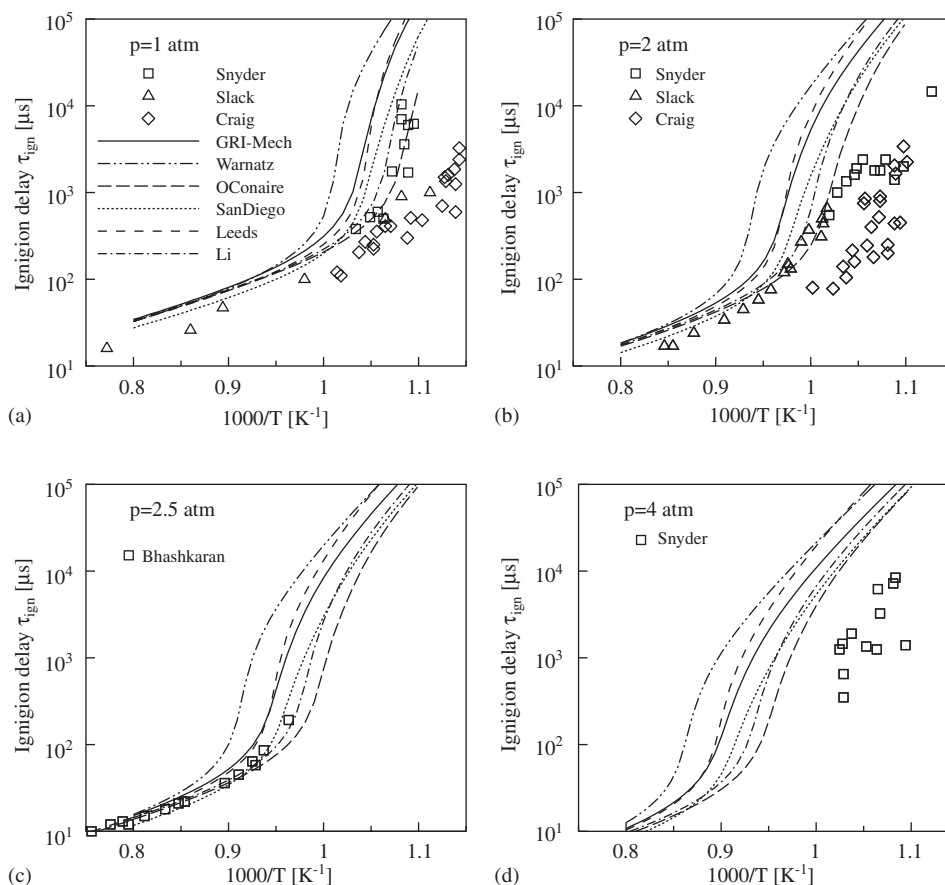 p=1 atm
Snyder
Slack
Craig
GRI-Mech
Warnatz
OConaire
SanDiego
Leeds
Li
Ignigion delay τign [µs]
10^5
10^4
10^3
10^2
10^1
0.8
0.9
1
1.1
1000/T [K^-1]
(a)
p=2 atm
Snyder
Slack
Craig
Ignigion delay τign [µs]
10^5
10^4
10^3
10^2
10^1
0.8
0.9
1
1.1
1000/T [K^-1]
(b)
p=2.5 atm
Bhashkaran
Ignigion delay τign [µs]
10^5
10^4
10^3
10^2
10^1
0.8
0.9
1
1.1
1000/T [K^-1]
(c)
p=4 atm
Snyder
Ignigion delay τign [µs]
10^5
10^4
10^3
10^2
10^1
0.8
0.9
1
1.1
1000/T [K^-1]
(d)